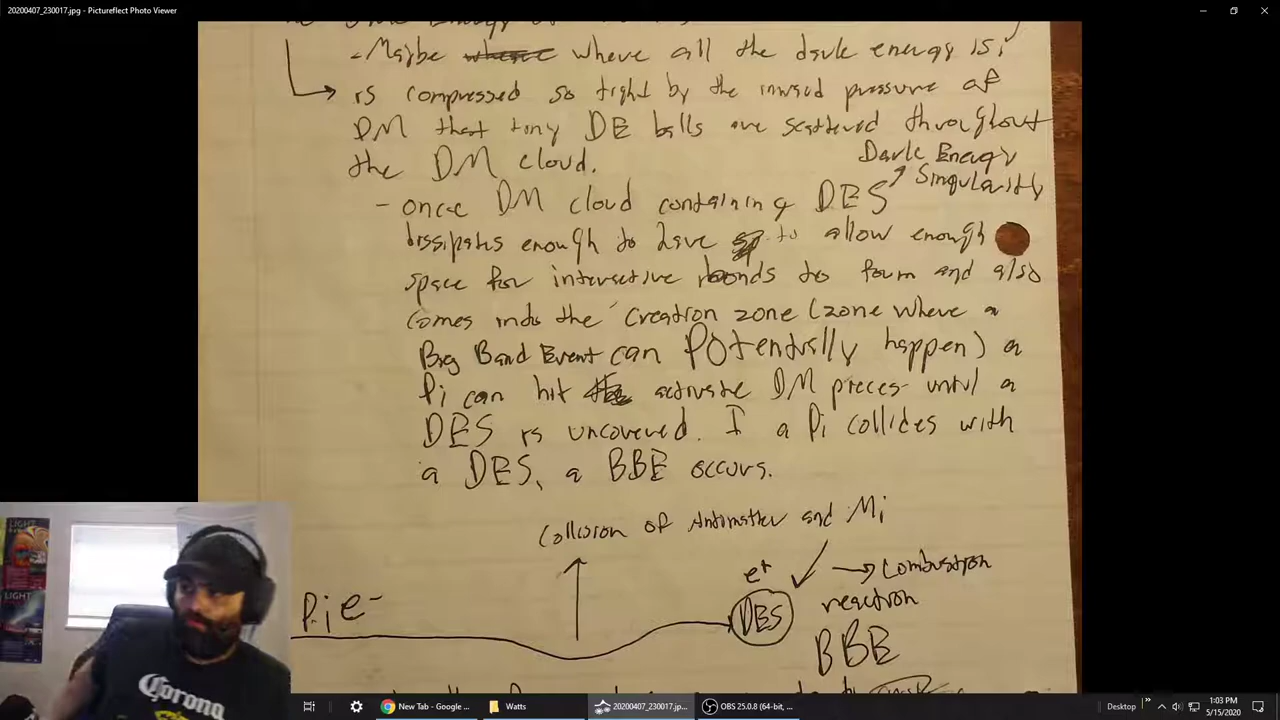 20200407_230017.jpg - Pictureflect Photo Viewer
- Maybe where all the dark energy is,
is compressed so tight by the inward pressure of
DM that tiny DE balls are scattered throughout
the DM cloud.
Dark Energy
Singularity
- once DM cloud containing DES
dissipates enough to have to allow enough
space for interactive bonds to form and also
comes into the creation zone (zone where a
Big Band Event can potentially happen) a
Pi can hit activate DM pieces until a
DES is uncovered. If a Pi collides with
a DES, a BBE occurs.
Collision of Antimatter and Mi
e+
Combustion
reaction
Pi e-
DES
BBE
LIGHT
LIGHT
Corona
New Tab - Google ...
Watts
20200407_230017.jp...
OBS 25.0.8 (64-bit, ...
Desktop
1:03 PM
5/15/2020